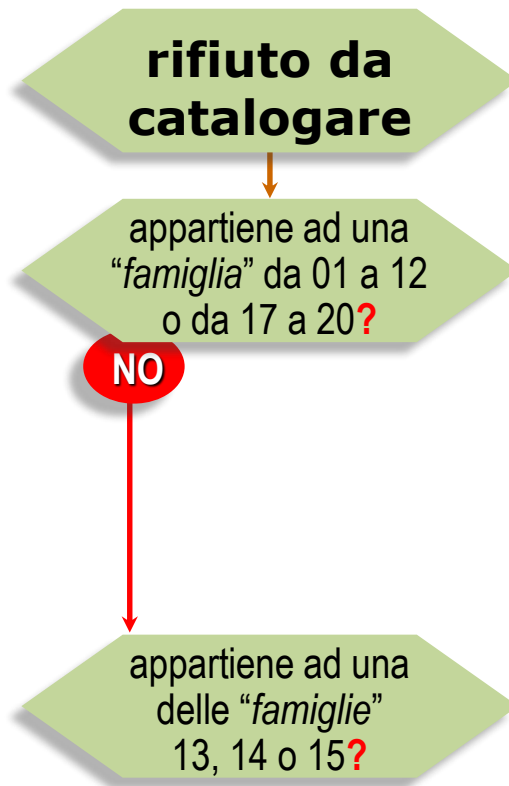 rifiuto da
catalogare
appartiene ad una
“famiglia” da 01 a 12
o da 17 a 20?
NO
appartiene ad una
delle “famiglie”
13, 14 o 15?